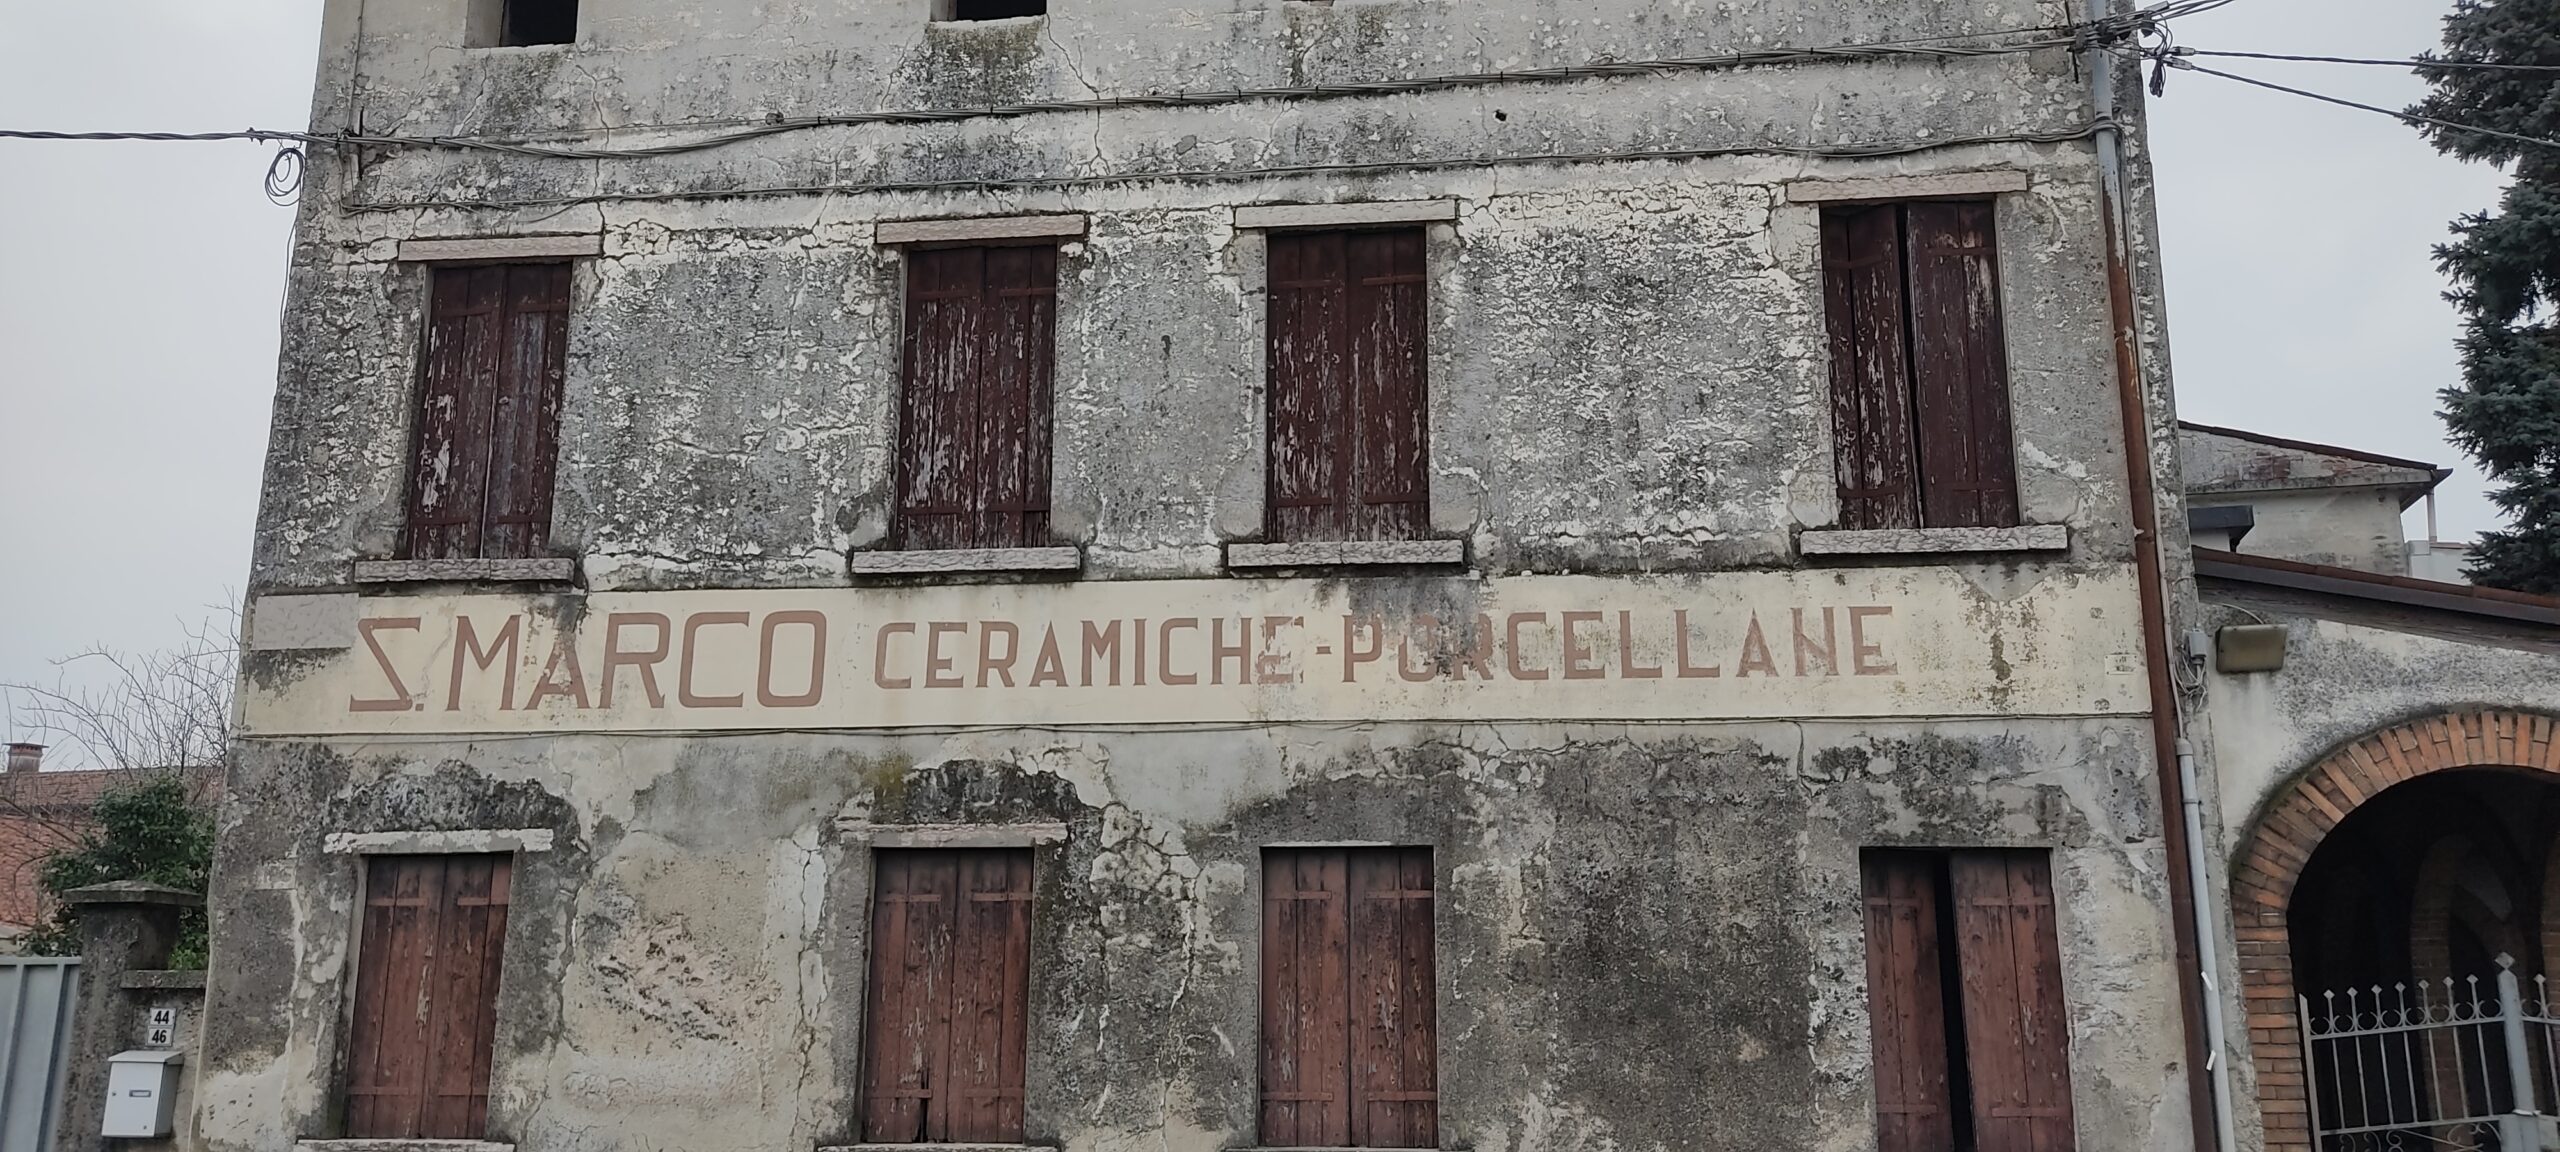 S. MARCO CERAMICHE - PORCELLANE
44
46